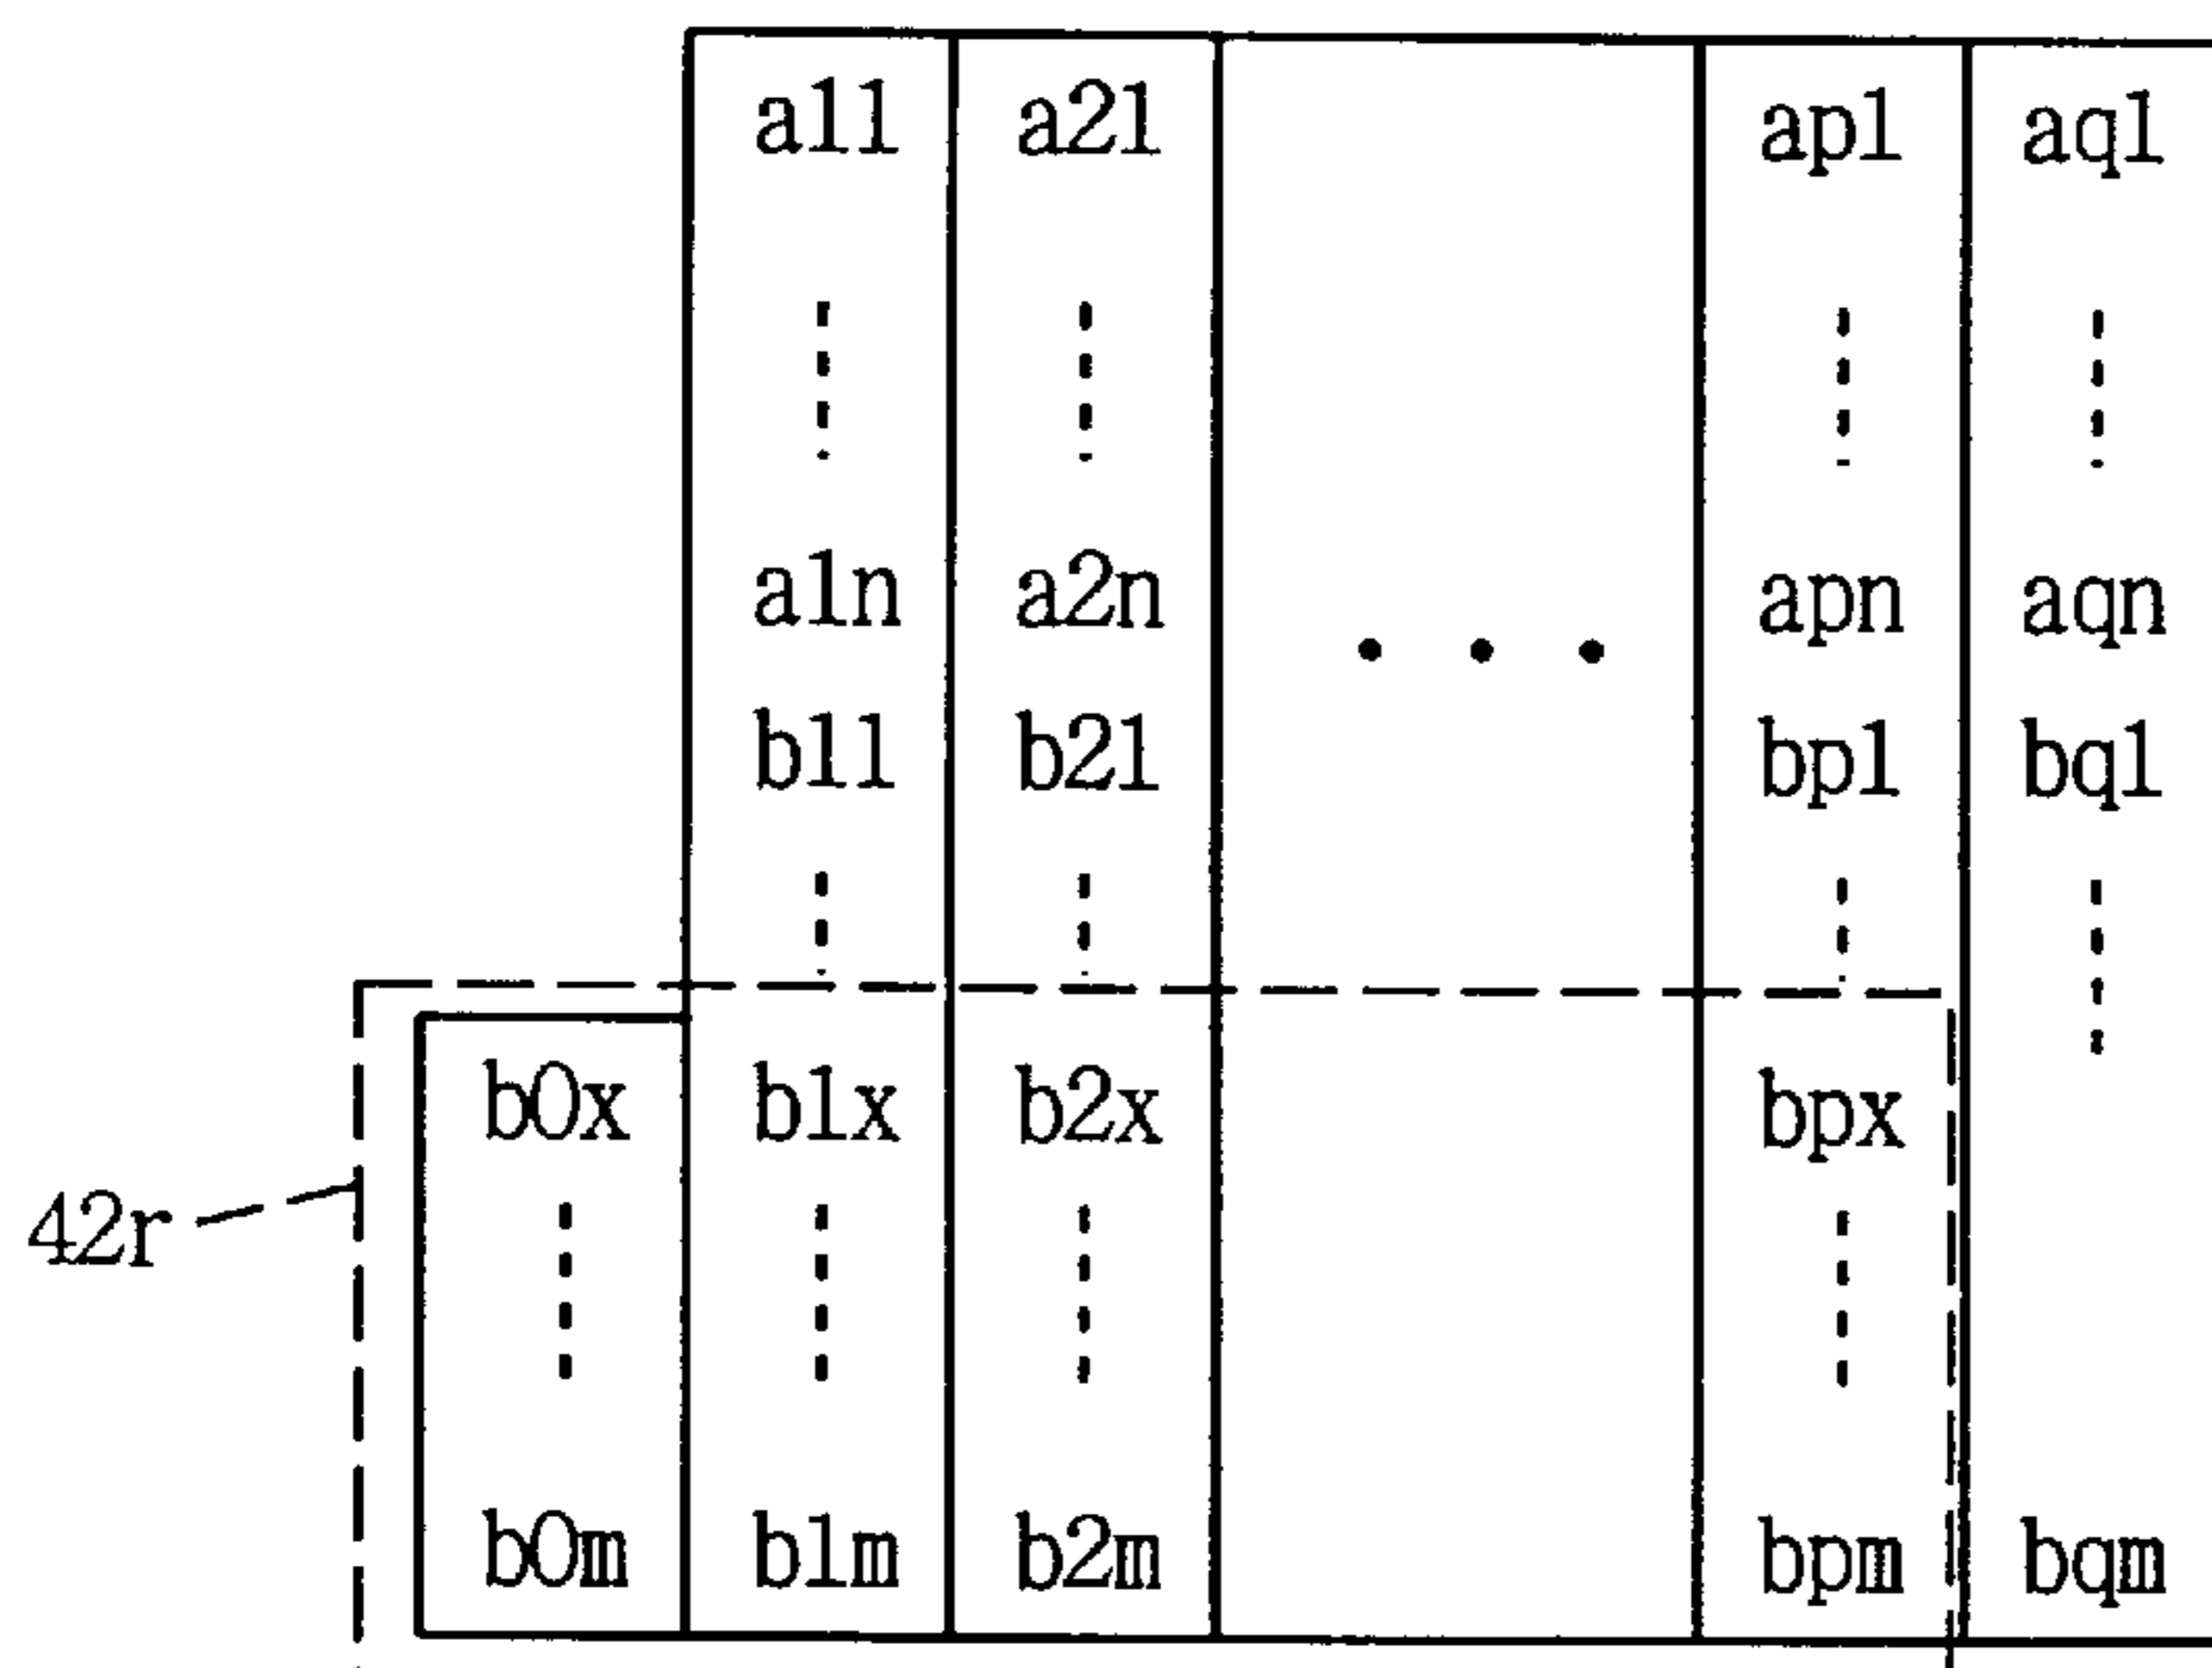 a11 a21 ap1 aq1
a1n a2n apn aqn
• • •
b11 b21 bp1 bq1
b0x b1x b2x bpx
42r
b0m b1m b2m bpm bqm